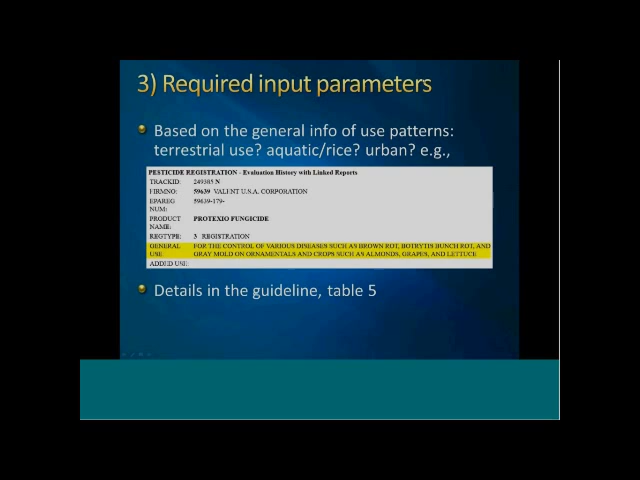 3) Required input parameters
Based on the general info of use patterns:
terrestrial use? aquatic/rice? urban? e.g.,
PESTICIDE REGISTRATION - Evaluation History with Linked Reports
TRACKID: 249385 N
FIRMNO: 59639 VALENT U.S.A. CORPORATION
EPAREG NUM: 59639-179-
PRODUCT NAME: PROTEXIO FUNGICIDE
REGTYPE: 3 REGISTRATION
GENERAL FOR THE CONTROL OF VARIOUS DISEASES SUCH AS BROWN ROT, BOTRYTIS BUNCH ROT, AND
USE GRAY MOLD ON ORNAMENTALS AND CROPS SUCH AS ALMONDS, GRAPES, AND LETTUCE
ADDED USE:
Details in the guideline, table 5